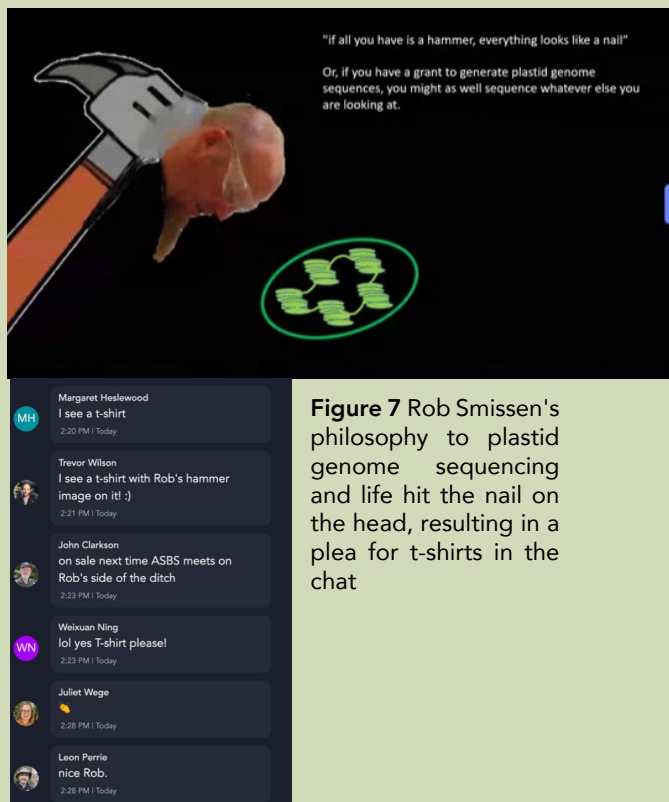 "if all you have is a hammer, everything looks like a nail"
Or, if you have a grant to generate plastid genome
sequences, you might as well sequence whatever else you
are looking at.
MH
Margaret Heslewood
I see a t-shirt
2:20 PM | Today
Trevor Wilson
I see a t-shirt with Rob's hammer
image on it! :)
2:21 PM | Today
John Clarkson
on sale next time ASBS meets on
Rob's side of the ditch
2:23 PM | Today
WN
Weixuan Ning
lol yes T-shirt please!
2:23 PM | Today
Juliet Wege
👏
2:28 PM | Today
Leon Perrie
nice Rob.
2:28 PM | Today
Figure 7 Rob Smissen's
philosophy to plastid
genome sequencing
and life hit the nail on
the head, resulting in a
plea for t-shirts in the
chat